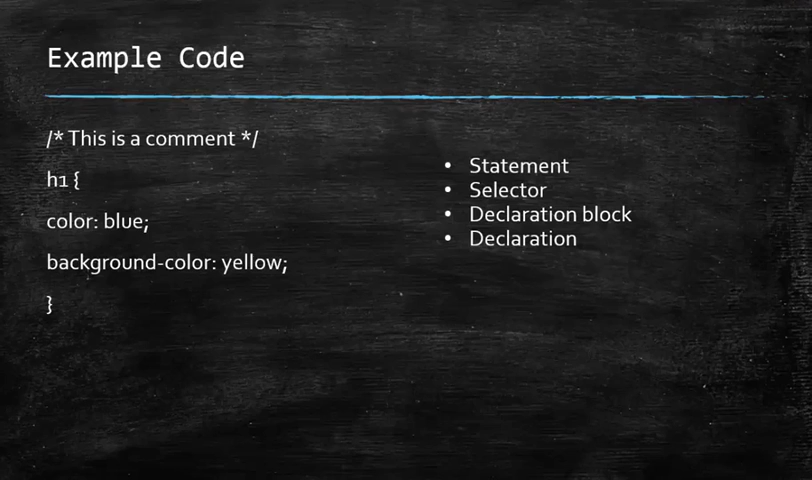 Example Code
/* This is a comment */
h1 {
color: blue;
background-color: yellow;
}
• Statement
• Selector
• Declaration block
• Declaration